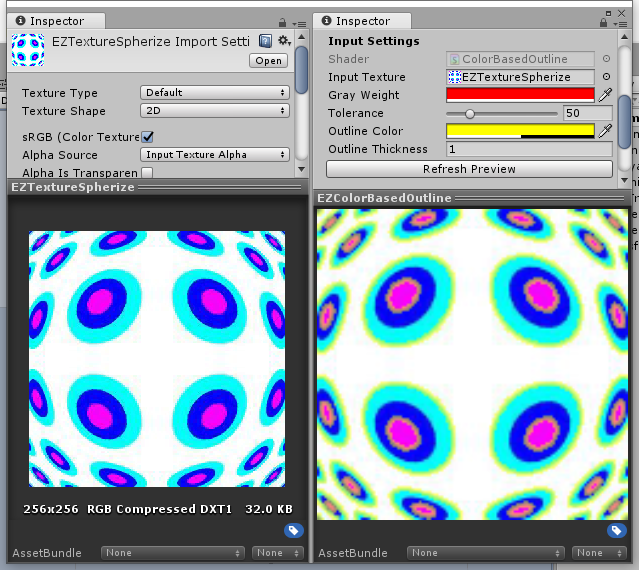 Inspector
EZTextureSpherize Import Setti
Open
Texture Type
Default
Texture Shape
2D
sRGB (Color Texture
Alpha Source
Input Texture Alpha
Alpha Is Transparen
EZTextureSpherize
256x256 RGB Compressed DXT1 32.0 KB
AssetBundle
None
None
Inspector
Input Settings
Shader
ColorBasedOutline
Input Texture
EZTextureSpherize
Gray Weight
Tolerance
50
Outline Color
Outline Thickness
1
Refresh Preview
EZColorBasedOutline
AssetBundle
None
None